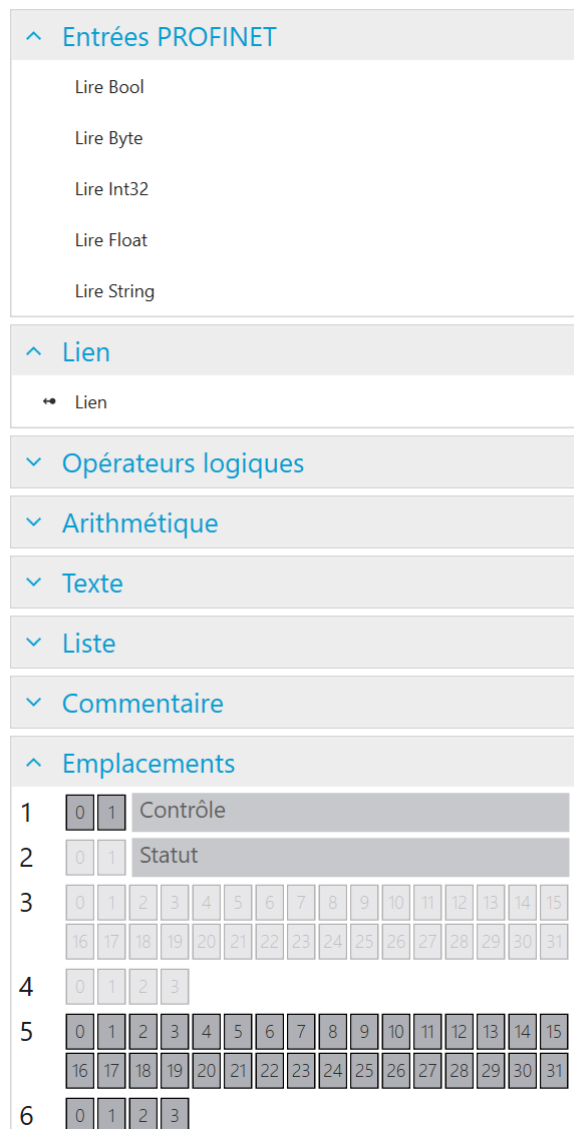 Entrées PROFINET
Lire Bool
Lire Byte
Lire Int32
Lire Float
Lire String
Lien
Lien
Opérateurs logiques
Arithmétique
Texte
Liste
Commentaire
Emplacements
1 0 1 Contrôle
2 0 1 Statut
3 0 1 2 3 4 5 6 7 8 9 10 11 12 13 14 15
16 17 18 19 20 21 22 23 24 25 26 27 28 29 30 31
4 0 1 2 3
5 0 1 2 3 4 5 6 7 8 9 10 11 12 13 14 15
16 17 18 19 20 21 22 23 24 25 26 27 28 29 30 31
6 0 1 2 3